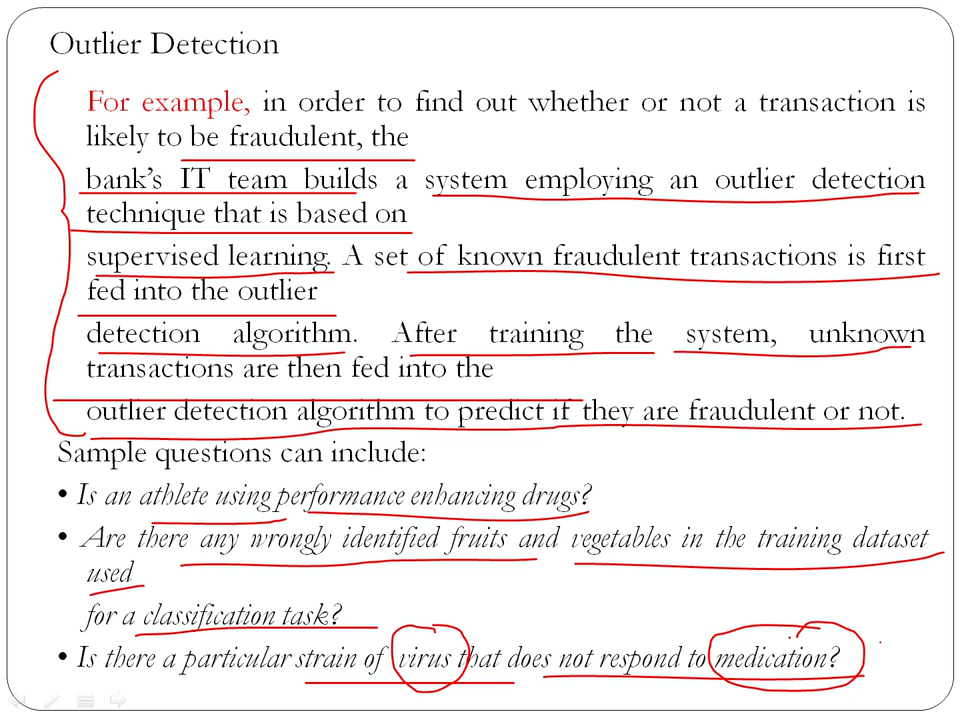 Outlier Detection
For example, in order to find out whether or not a transaction is
likely to be fraudulent, the
bank's IT team builds a system employing an outlier detection
technique that is based on
supervised learning. A set of known fraudulent transactions is first
fed into the outlier
detection algorithm. After training the system, unknown
transactions are then fed into the
outlier detection algorithm to predict if they are fraudulent or not.
Sample questions can include:
• Is an athlete using performance enhancing drugs?
• Are there any wrongly identified fruits and vegetables in the training dataset
used
for a classification task?
• Is there a particular strain of virus that does not respond to medication?